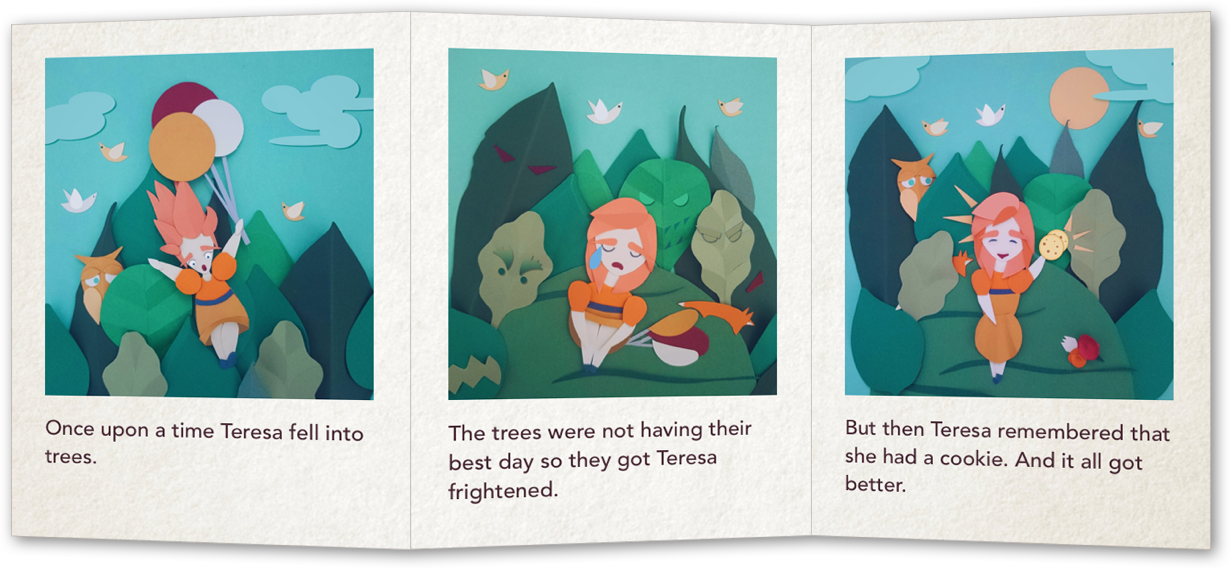 Once upon a time Teresa fell into
trees.
The trees were not having their
best day so they got Teresa
frightened.
But then Teresa remembered that
she had a cookie. And it all got
better.